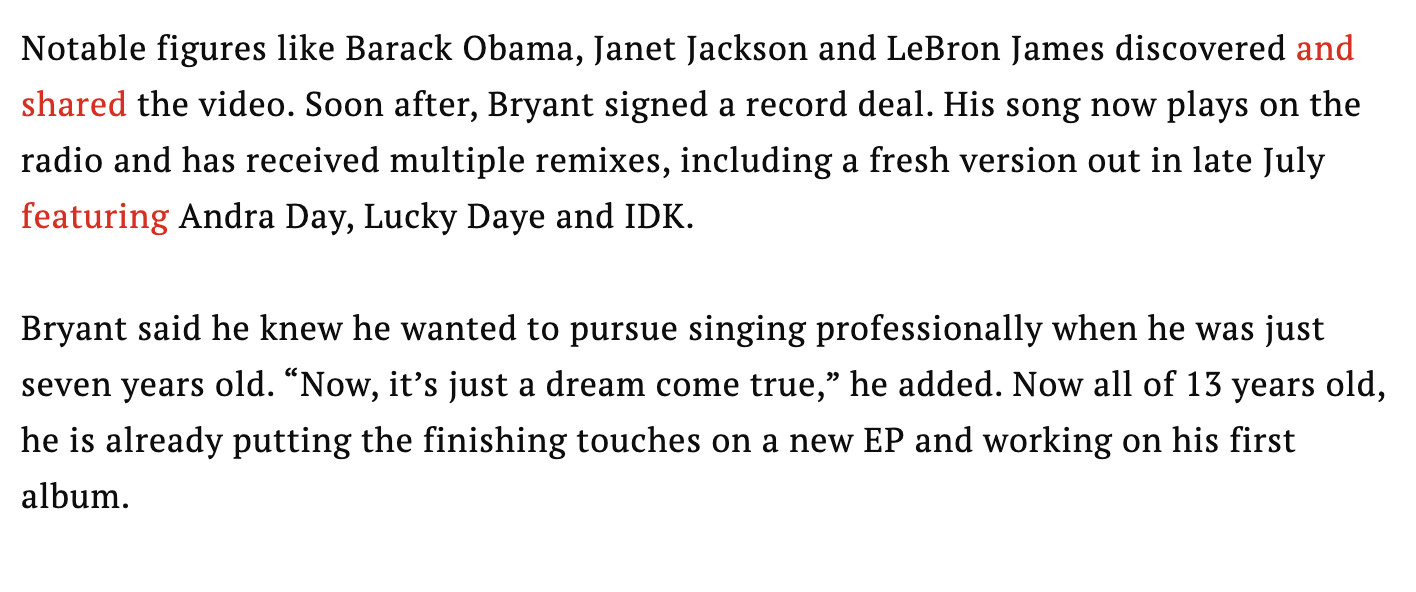 Notable figures like Barack Obama, Janet Jackson and LeBron James discovered and
shared the video. Soon after, Bryant signed a record deal. His song now plays on the
radio and has received multiple remixes, including a fresh version out in late July
featuring Andra Day, Lucky Daye and IDK.
Bryant said he knew he wanted to pursue singing professionally when he was just
seven years old. “Now, it’s just a dream come true,” he added. Now all of 13 years old,
he is already putting the finishing touches on a new EP and working on his first
album.